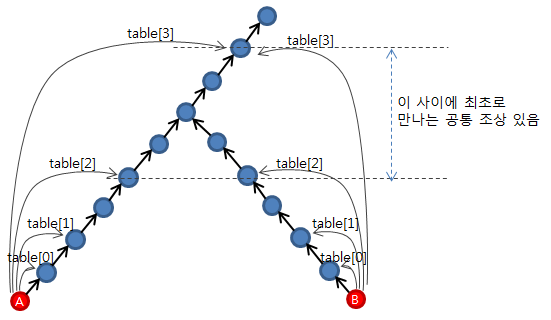 table[3]
table[3]
이 사이에 최초로
만나는 공통 조상 있음
table[2]
table[2]
table[1]
table[1]
table[0]
table[0]
A
B